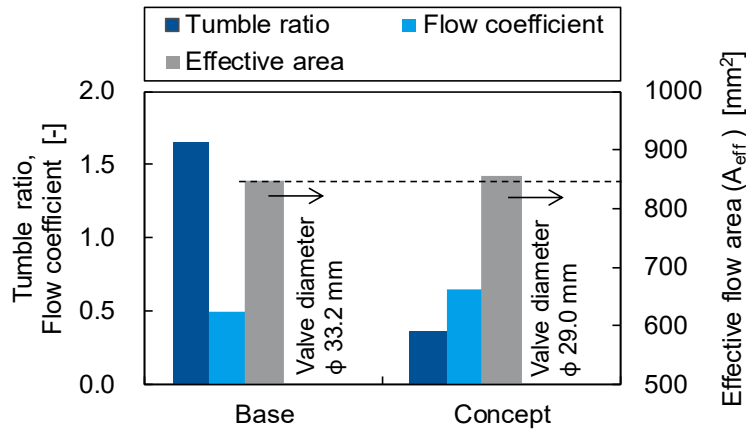 Tumble ratio
Flow coefficient
Effective area
Tumble ratio,
Flow coefficient [-]
2.0
1.5
1.0
0.5
0.0
1000
900
800
700
600
500
Effective flow area (Aeff) [mm2]
Valve diameter
ϕ 33.2 mm
Valve diameter
ϕ 29.0 mm
Base
Concept